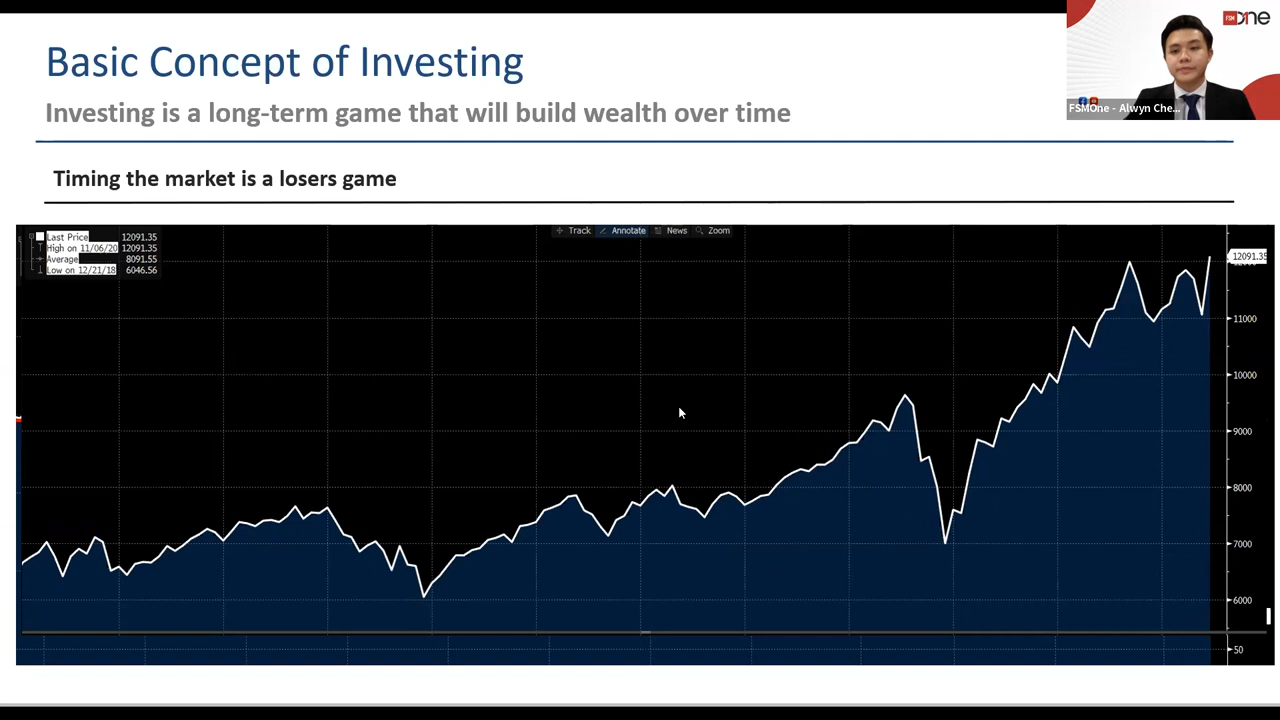 Basic Concept of Investing
FSM One
Investing is a long-term game that will build wealth over time
FSMOne - Alwyn Che...
Timing the market is a losers game
Track Annotate News Zoom
Last Price 12091.35
High on 11/06/20 12091.35
Average 8091.55
Low on 12/21/18 6046.56
12091.35
11000
10000
9000
8000
7000
6000
50